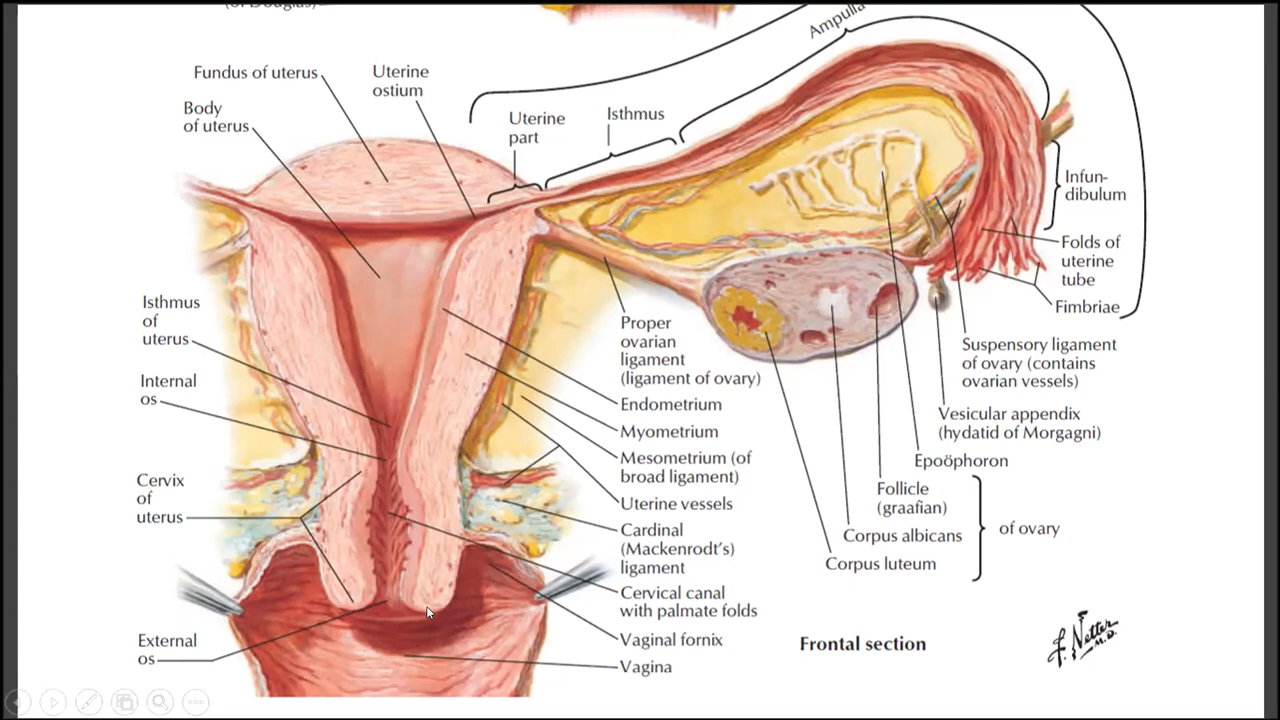 (of Douglas)
Ampulla
Fundus of uterus
Uterine
ostium
Body
of uterus
Uterine
part
Isthmus
Infun-
dibulum
Folds of
uterine
tube
Fimbriae
Isthmus
of
uterus
Internal
os
Cervix
of
uterus
External
os
Proper
ovarian
ligament
(ligament of ovary)
Endometrium
Myometrium
Mesometrium (of
broad ligament)
Uterine vessels
Cardinal
(Mackenrodt's)
ligament
Cervical canal
with palmate folds
Vaginal fornix
Vagina
Suspensory ligament
of ovary (contains
ovarian vessels)
Vesicular appendix
(hydatid of Morgagni)
Epoöphoron
Follicle
(graafian)
Corpus albicans
Corpus luteum
of ovary
Frontal section
F. Netter
M.D.